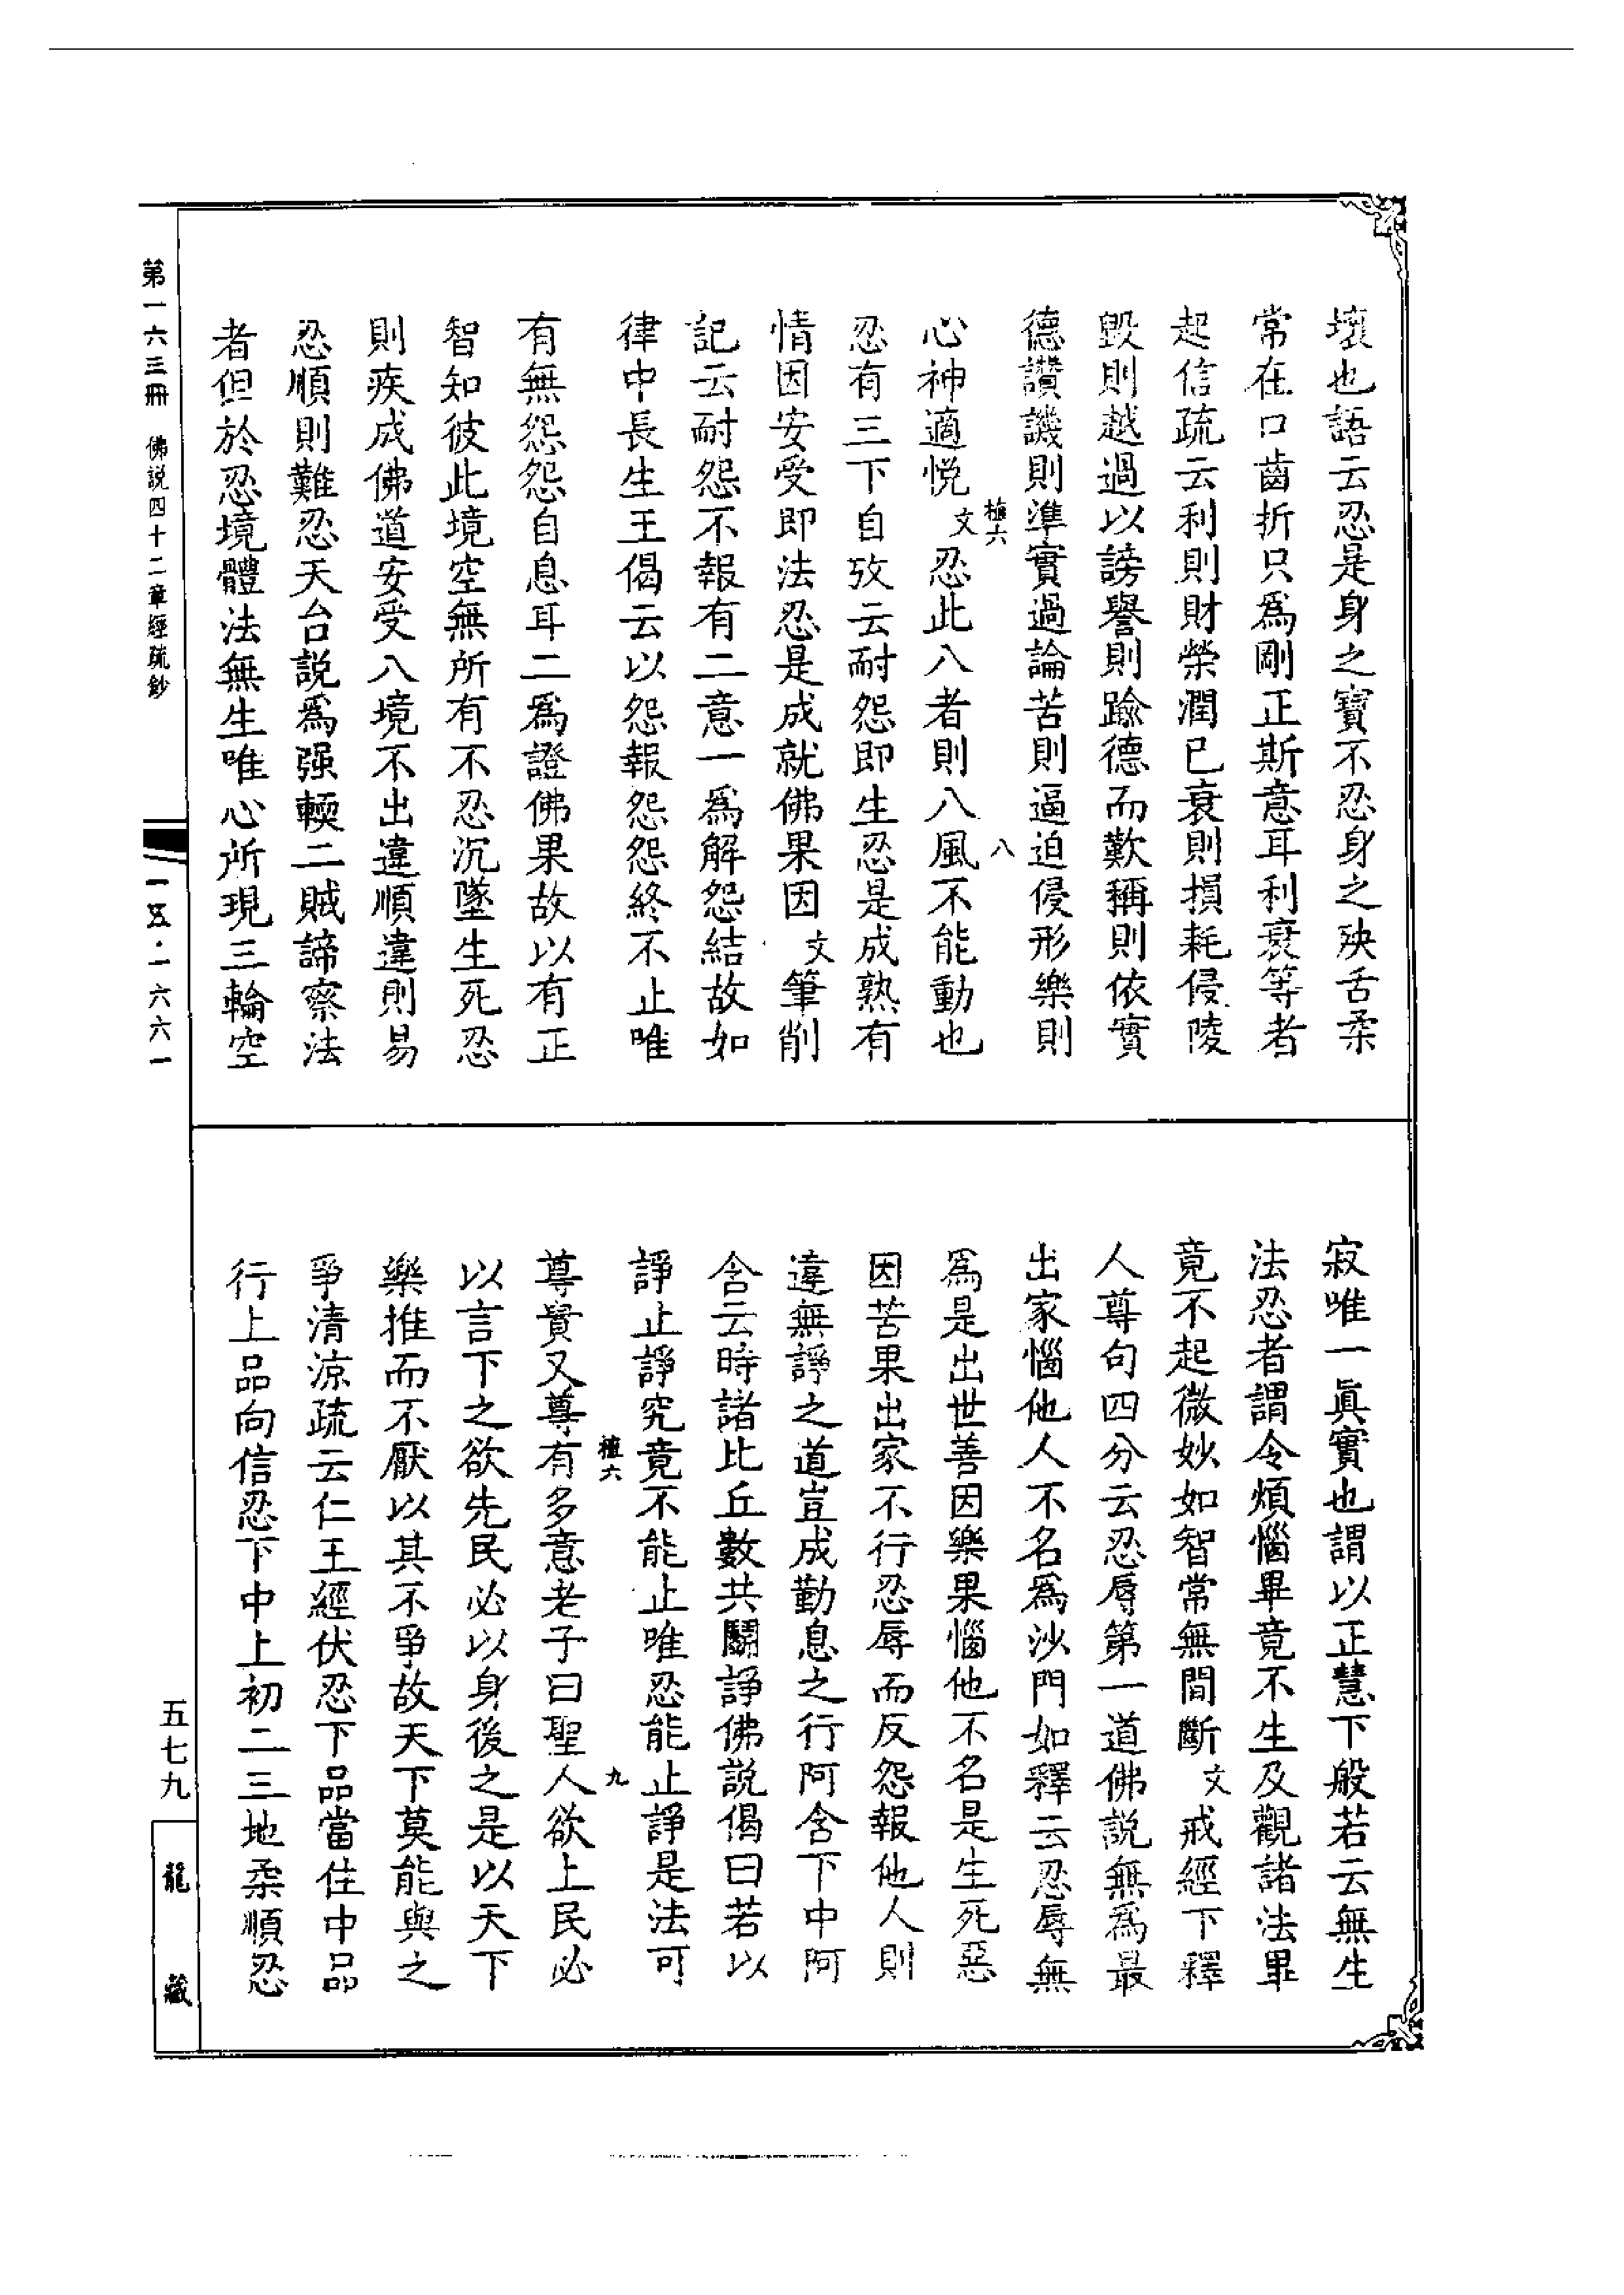 壞也語云忍是身之寶不忍身之殃舌柔
常在口齒折只爲剛正斯意耳利衰等者
起信疏云利則財榮潤已衰則損耗侵陵
毀則越過以謗譽則踰德而歎稱則依實
德讚譏則準實過論苦則逼迫侵形樂則
心神適悅文忍此八者則八風不能動也
忍有三下自攷云耐怨即生忍是成熟有
情因安受即法忍是成就佛果因文筆削
記云耐怨不報有二意一爲解怨結故如
律中長生王偈云以怨報怨怨終不止唯
有無怨怨自息耳二爲證佛果故以有正
智知彼此境空無所有不忍沉墜生死忍
則疾成佛道安受八境不出違順違則易
忍順則難忍天台説爲强輭二賊諦察法
者但於忍境體法無生唯心所現三輪空
寂唯一眞實也謂以正慧下般若云無生
法忍者謂令煩惱畢竟不生及觀諸法畢
竟不起微妙如智常無間斷文戒經下釋
人尊句四分云忍辱第一道佛説無爲最
出家惱他人不名爲沙門如釋云忍辱無
爲是出世善因樂果惱他不名是生死惡
因苦果出家不行忍辱而反怨報他人則
違無諍之道豈成勤息之行阿含下中阿
含云時諸比丘數共鬬諍佛説偈曰若以
諍止諍究竟不能止唯忍能止諍是法可
尊貴又尊有多意老子曰聖人欲上民必
以言下之欲先民必以身後之是以天下
樂推而不厭以其不爭故天下莫能與之
爭清涼疏云仁王經伏忍下品當住中品
行上品向信忍下中上初二三地柔順忍
植六
八
植六
九
第一六三冊 佛説四十二章經疏鈔
一五·一六六一
五七九
龍藏